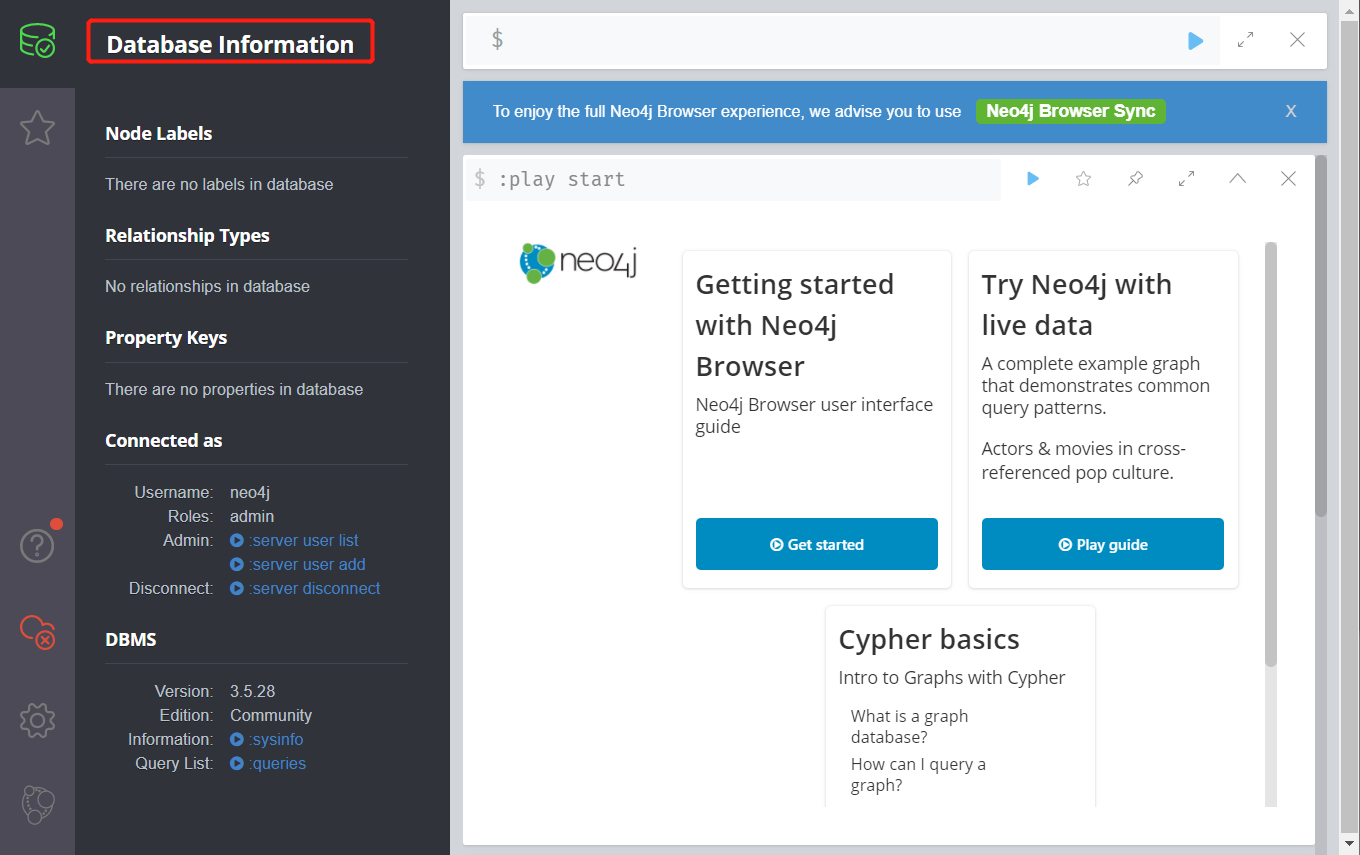 Database Information
Node Labels
There are no labels in database
Relationship Types
No relationships in database
Property Keys
There are no properties in database
Connected as
Username: neo4j
Roles: admin
Admin: :server user list
:server user add
Disconnect: :server disconnect
DBMS
Version: 3.5.28
Edition: Community
Information: :sysinfo
Query List: :queries
$
To enjoy the full Neo4j Browser experience, we advise you to use Neo4j Browser Sync X
$ :play start
neo4j
Getting started
with Neo4j
Browser
Neo4j Browser user interface
guide
Get started
Try Neo4j with
live data
A complete example graph
that demonstrates common
query patterns.
Actors & movies in cross-
referenced pop culture.
Play guide
Cypher basics
Intro to Graphs with Cypher
What is a graph
database?
How can I query a
graph?